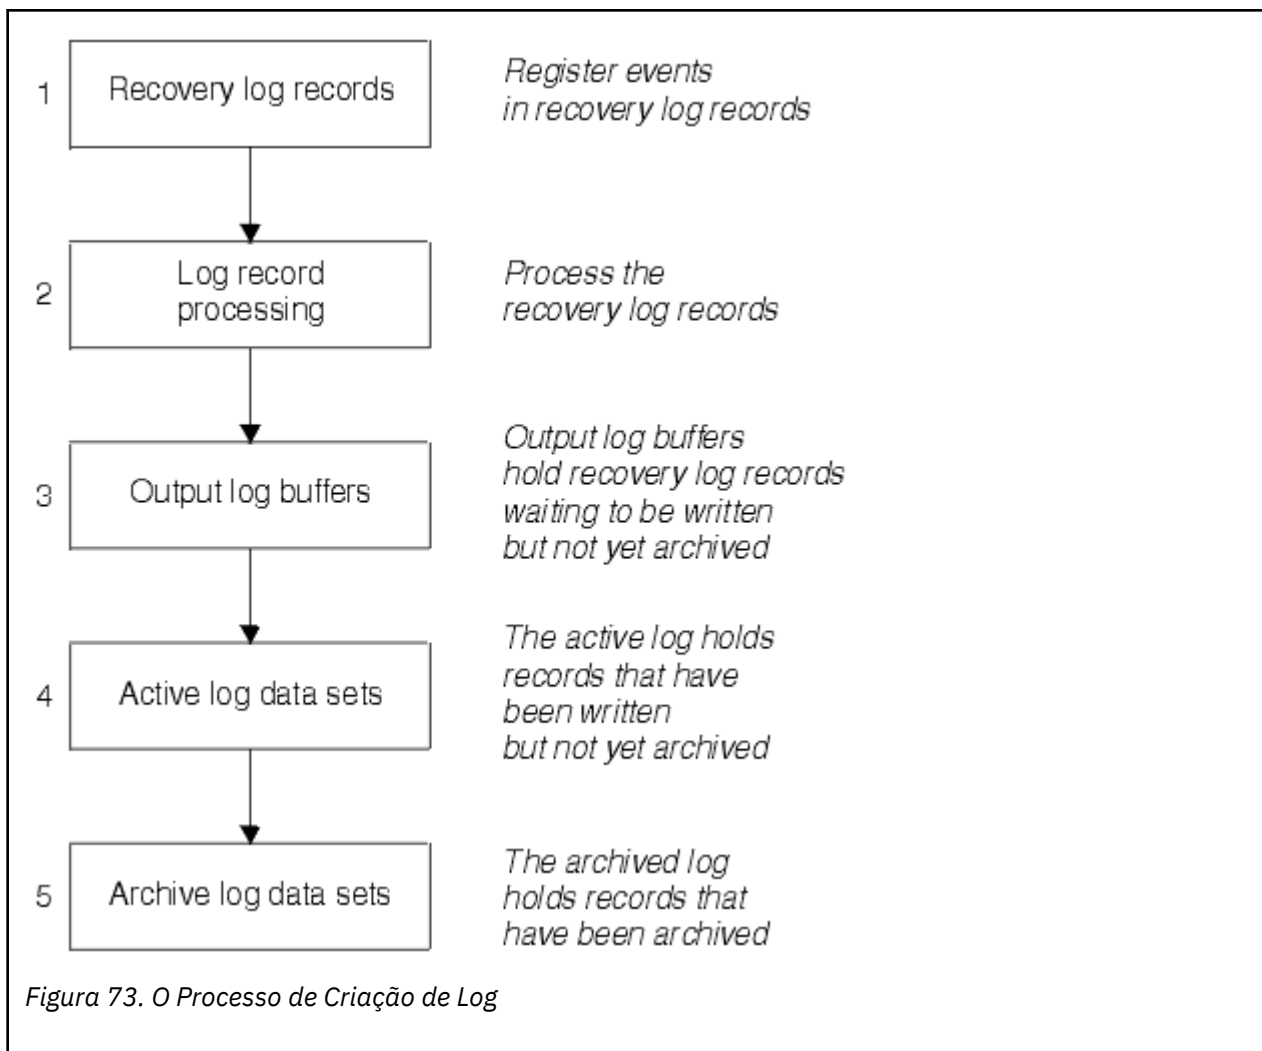 1
Recovery log records
Register events
in recovery log records
2
Log record
processing
Process the
recovery log records
3
Output log buffers
Output log buffers
hold recovery log records
waiting to be written
but not yet archived
4
Active log data sets
The active log holds
records that have
been written
but not yet archived
5
Archive log data sets
The archived log
holds records that
have been archived
Figura 73. O Processo de Criação de Log